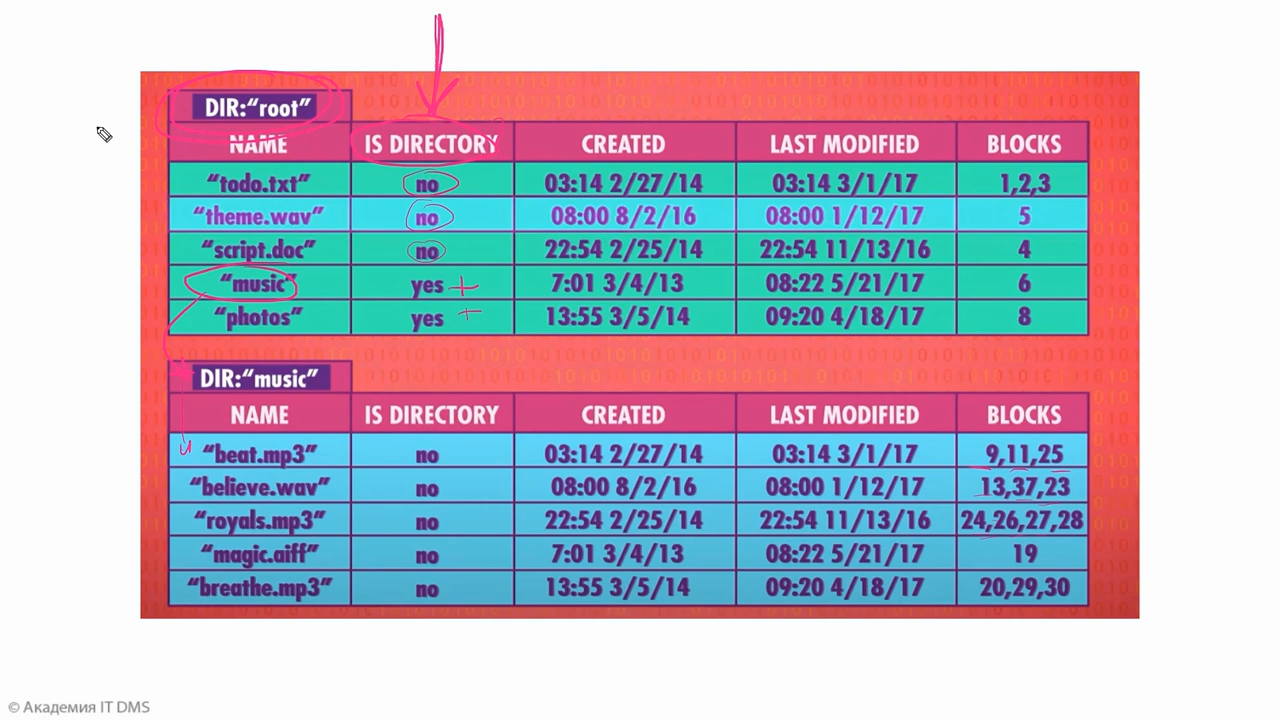 DIR:“root”
NAME IS DIRECTORY CREATED LAST MODIFIED BLOCKS
“todo.txt” no 03:14 2/27/14 03:14 3/1/17 1,2,3
“theme.wav” no 08:00 8/2/16 08:00 1/12/17 5
“script.doc” no 22:54 2/25/14 22:54 11/13/16 4
“music” yes 7:01 3/4/13 08:22 5/21/17 6
“photos” yes 13:55 3/5/14 09:20 4/18/17 8
DIR:“music”
NAME IS DIRECTORY CREATED LAST MODIFIED BLOCKS
“beat.mp3” no 03:14 2/27/14 03:14 3/1/17 9,11,25
“believe.wav” no 08:00 8/2/16 08:00 1/12/17 13,37,23
“royals.mp3” no 22:54 2/25/14 22:54 11/13/16 24,26,27,28
“magic.aiff” no 7:01 3/4/13 08:22 5/21/17 19
“breathe.mp3” no 13:55 3/5/14 09:20 4/18/17 20,29,30
© Академия IT DMS